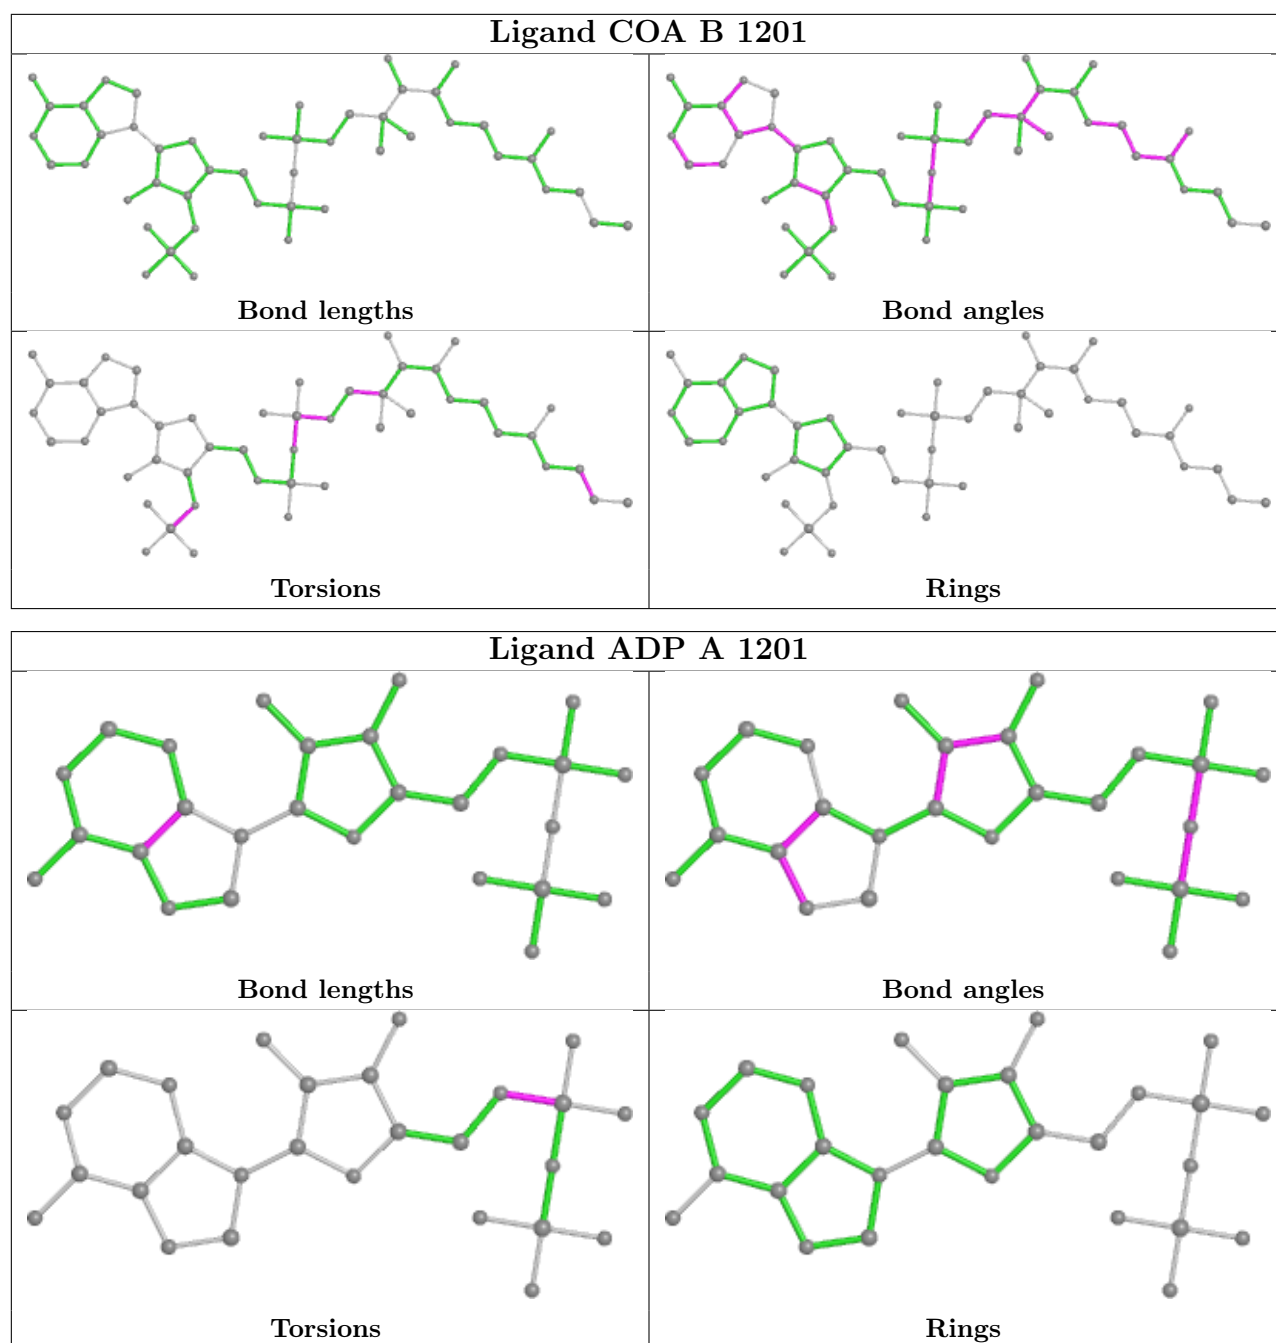 Ligand COA B 1201
Bond lengths
Bond angles
Torsions
Rings
Ligand ADP A 1201
Bond lengths
Bond angles
Torsions
Rings